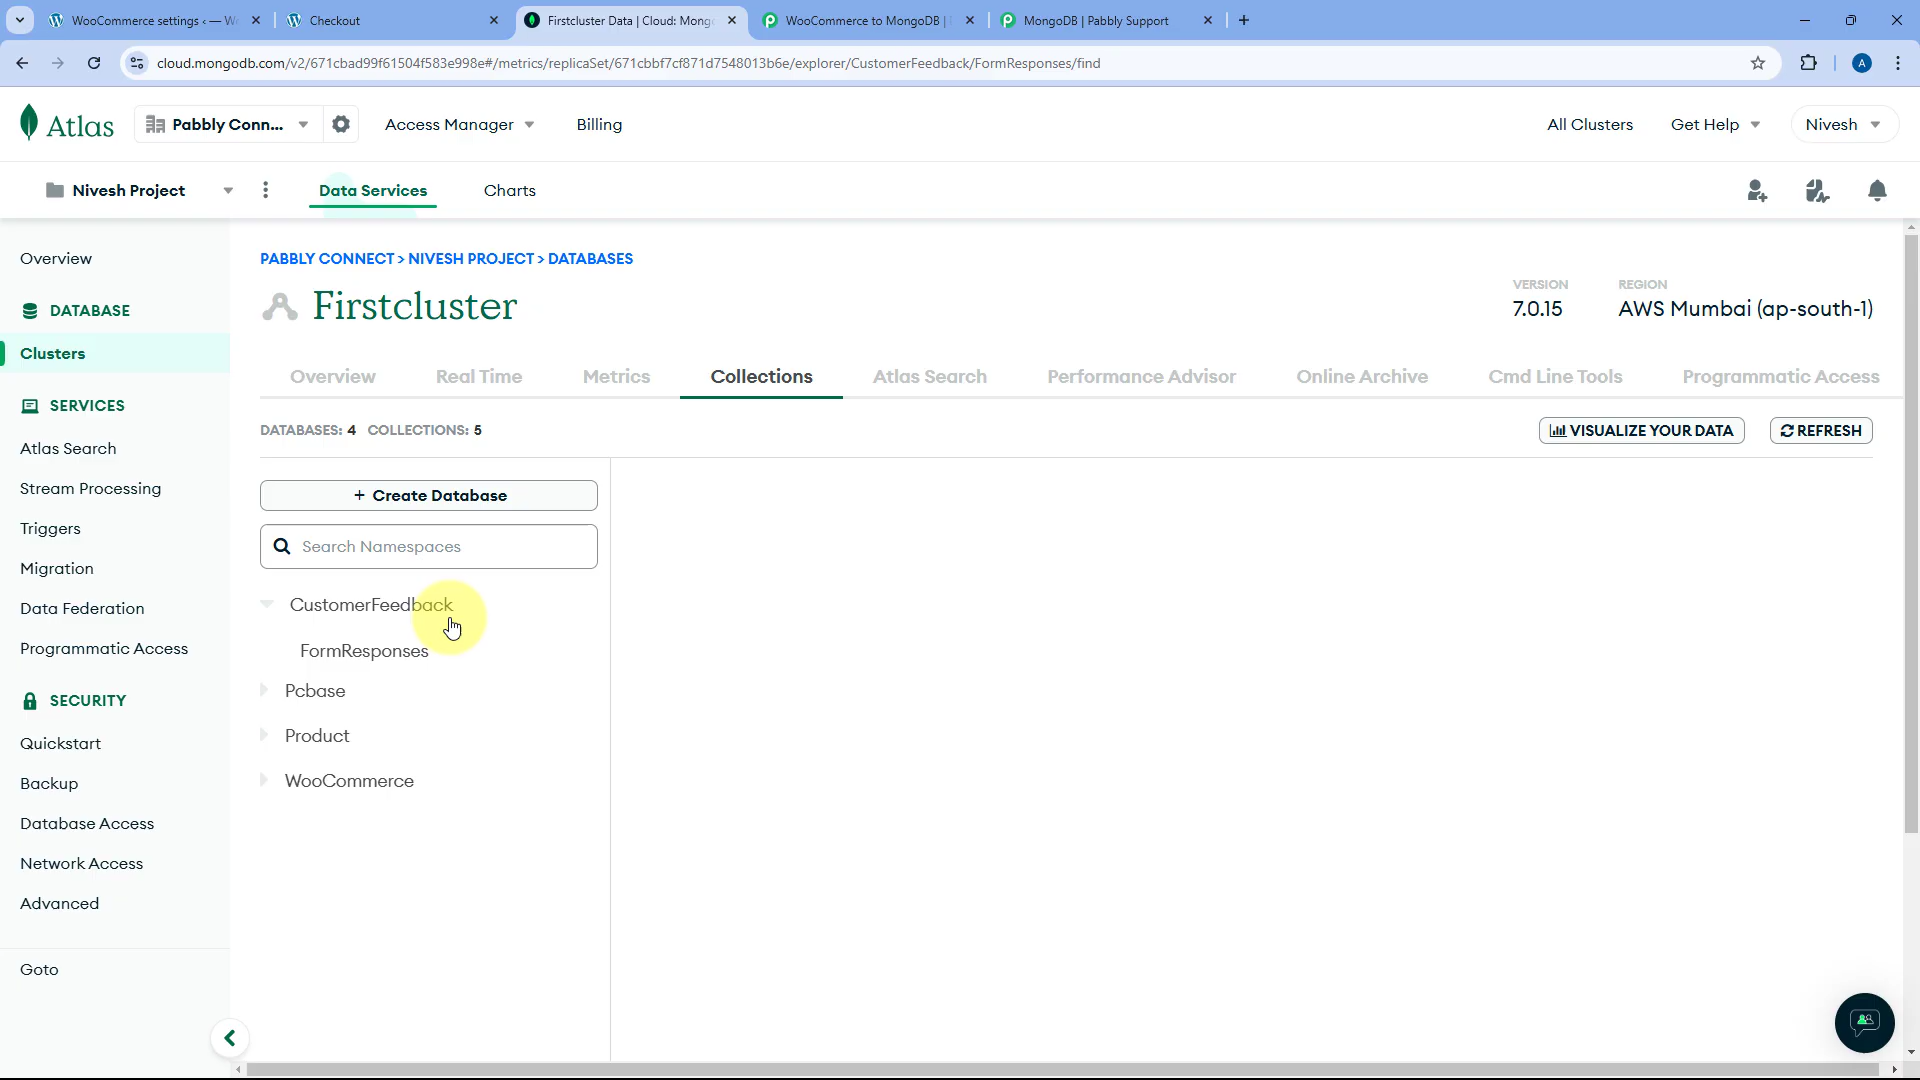 WooCommerce settings ‹ — W
Checkout
Firstcluster Data | Cloud: Mong
WooCommerce to MongoDB |
MongoDB | Pabbly Support
cloud.mongodb.com/v2/671cbad99f61504f583e998e#/metrics/replicaSet/671cbbf7cf871d7548013b6e/explorer/CustomerFeedback/FormResponses/find
A
Atlas
Pabbly Conn...
Access Manager
Billing
All Clusters
Get Help
Nivesh
Nivesh Project
Data Services
Charts
Overview
DATABASE
Clusters
SERVICES
Atlas Search
Stream Processing
Triggers
Migration
Data Federation
Programmatic Access
SECURITY
Quickstart
Backup
Database Access
Network Access
Advanced
Goto
PABBLY CONNECT > NIVESH PROJECT > DATABASES
Firstcluster
VERSION
7.0.15
REGION
AWS Mumbai (ap-south-1)
Overview
Real Time
Metrics
Collections
Atlas Search
Performance Advisor
Online Archive
Cmd Line Tools
Programmatic Access
DATABASES: 4 COLLECTIONS: 5
VISUALIZE YOUR DATA
REFRESH
+ Create Database
Search Namespaces
CustomerFeedback
FormResponses
Pcbase
Product
WooCommerce